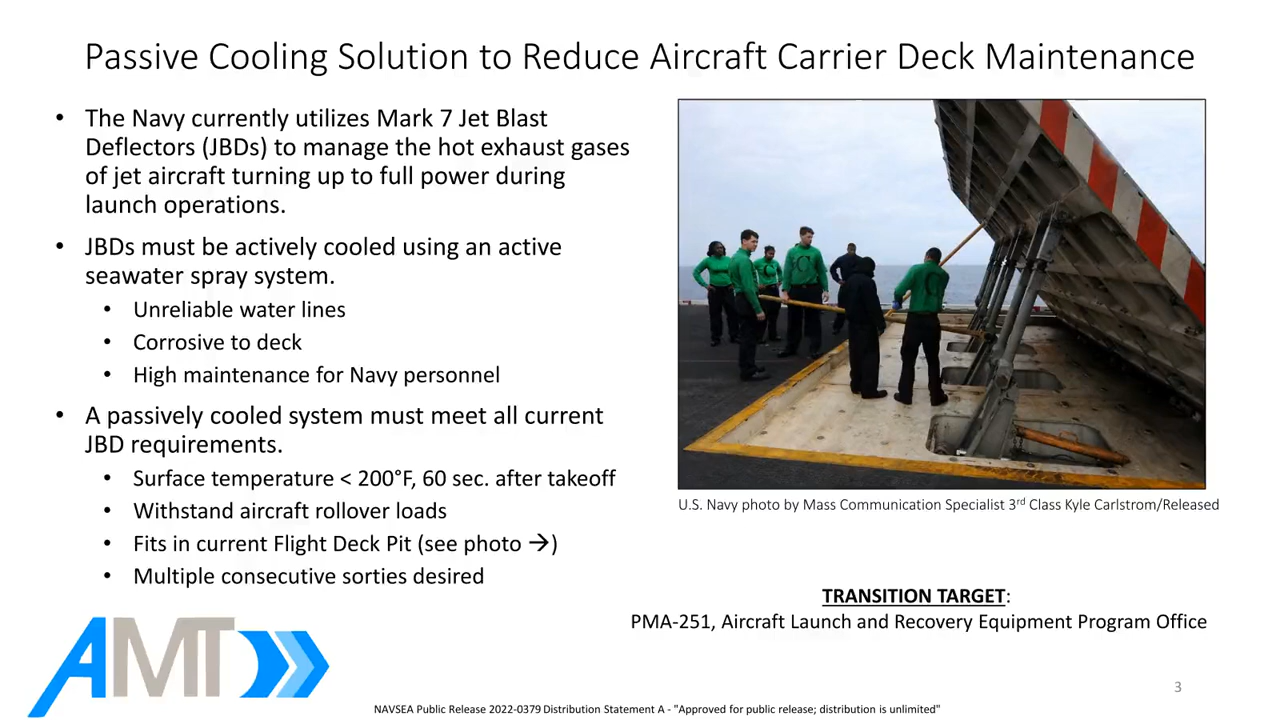 Passive Cooling Solution to Reduce Aircraft Carrier Deck Maintenance
• The Navy currently utilizes Mark 7 Jet Blast
Deflectors (JBDs) to manage the hot exhaust gases
of jet aircraft turning up to full power during
launch operations.
• JBDs must be actively cooled using an active
seawater spray system.
• Unreliable water lines
• Corrosive to deck
• High maintenance for Navy personnel
• A passively cooled system must meet all current
JBD requirements.
• Surface temperature < 200°F, 60 sec. after takeoff
• Withstand aircraft rollover loads
• Fits in current Flight Deck Pit (see photo →)
• Multiple consecutive sorties desired
U.S. Navy photo by Mass Communication Specialist 3rd Class Kyle Carlstrom/Released
TRANSITION TARGET:
PMA-251, Aircraft Launch and Recovery Equipment Program Office
AMT
3
NAVSEA Public Release 2022-0379 Distribution Statement A - "Approved for public release; distribution is unlimited"